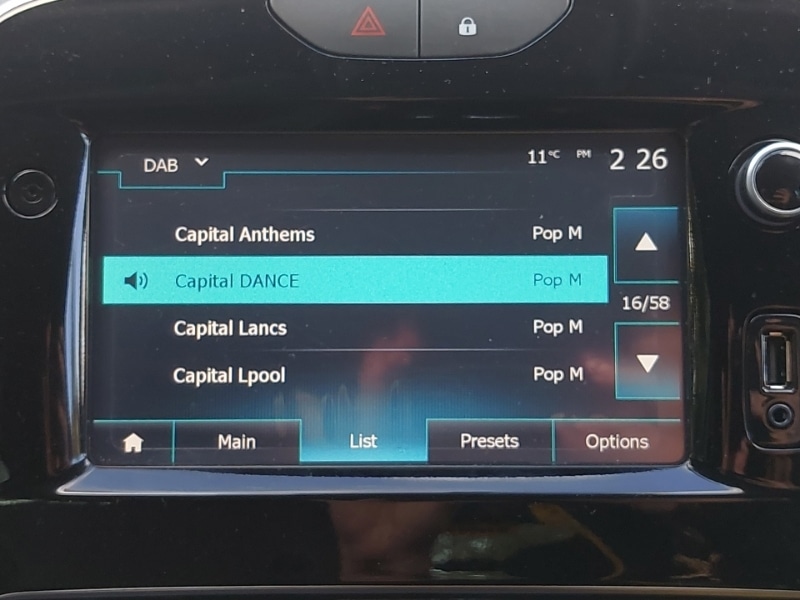 DAB 11°C PM 2 26
Capital Anthems Pop M
Capital DANCE Pop M
16/58
Capital Lancs Pop M
Capital Lpool Pop M
Main List Presets Options